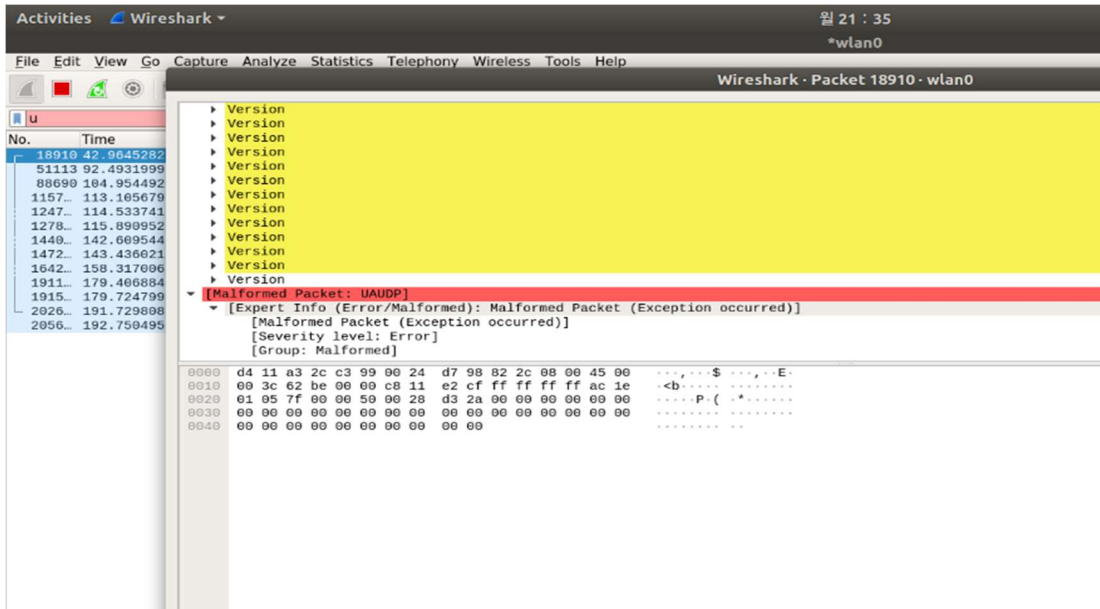 Activities Wireshark
월 21 : 35
*wlan0
File Edit View Go Capture Analyze Statistics Telephony Wireless Tools Help
Wireshark · Packet 18910 · wlan0
u
No. Time
18910 42.9645282
51113 92.4931999
88690 104.954492
1157… 113.105679
1247… 114.533741
1278… 115.890952
1440… 142.609544
1472… 143.436021
1642… 158.317006
1911… 179.406884
1915… 179.724799
2026… 191.729808
2056… 192.750495
Version
Version
Version
Version
Version
Version
Version
Version
Version
Version
Version
Version
Version
[Malformed Packet: UAUDP]
[Expert Info (Error/Malformed): Malformed Packet (Exception occurred)]
[Malformed Packet (Exception occurred)]
[Severity level: Error]
[Group: Malformed]
0000 d4 11 a3 2c c3 99 00 24 d7 98 82 2c 08 00 45 00 ···,···$ ···,··E·
0010 00 3c 62 be 00 00 c8 11 e2 cf ff ff ff ff ac 1e ·<b····· ········
0020 01 05 7f 00 00 50 00 28 d3 2a 00 00 00 00 00 00 ·····P·( ·*······
0030 00 00 00 00 00 00 00 00 00 00 00 00 00 00 00 00 ········ ········
0040 00 00 00 00 00 00 00 00 00 00 ········ ··